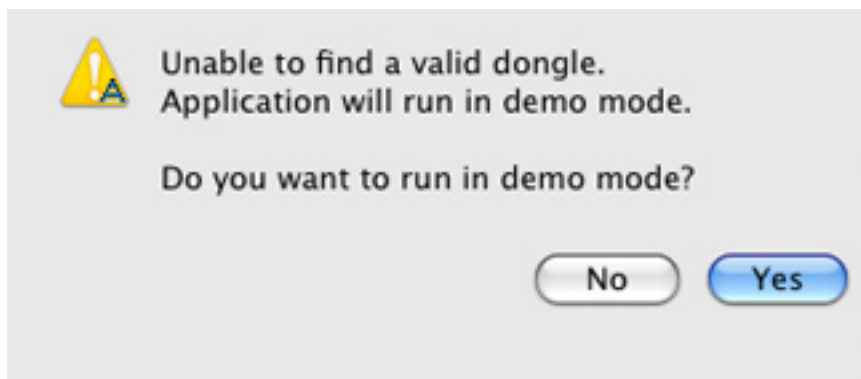 Unable to find a valid dongle.
Application will run in demo mode.
Do you want to run in demo mode?
No
Yes